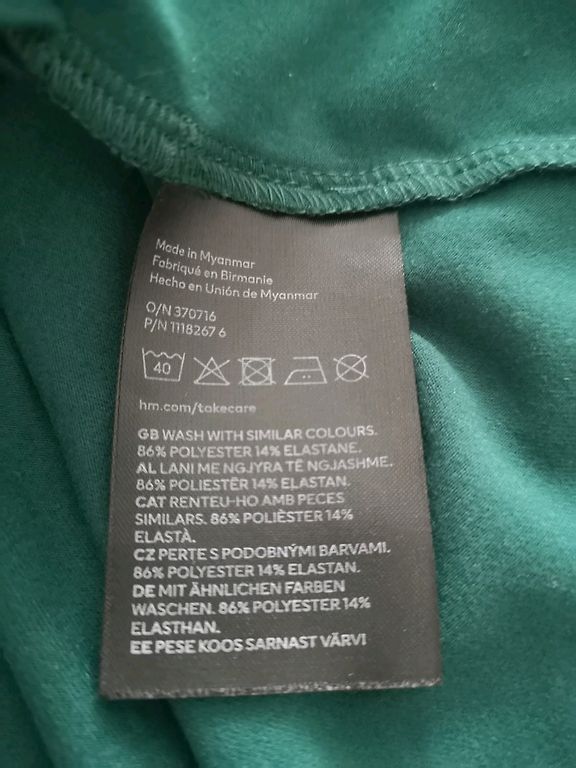 Made in Myanmar
Fabriqué en Birmanie
Hecho en Unión de Myanmar
O/N 370716
P/N 1118267 6
40
hm.com/takecare
GB WASH WITH SIMILAR COLOURS.
86% POLYESTER 14% ELASTANE.
AL LANI ME NGJYRA TË NGJASHME.
86% POLIESTËR 14% ELASTAN.
CAT RENTEU-HO AMB PECES
SIMILARS. 86% POLIÈSTER 14%
ELASTÀ.
CZ PERTE S PODOBNÝMI BARVAMI.
86% POLYESTER 14% ELASTAN.
DE MIT ÄHNLICHEN FARBEN
WASCHEN. 86% POLYESTER 14%
ELASTHAN.
EE PESE KOOS SARNAST VÄRVI